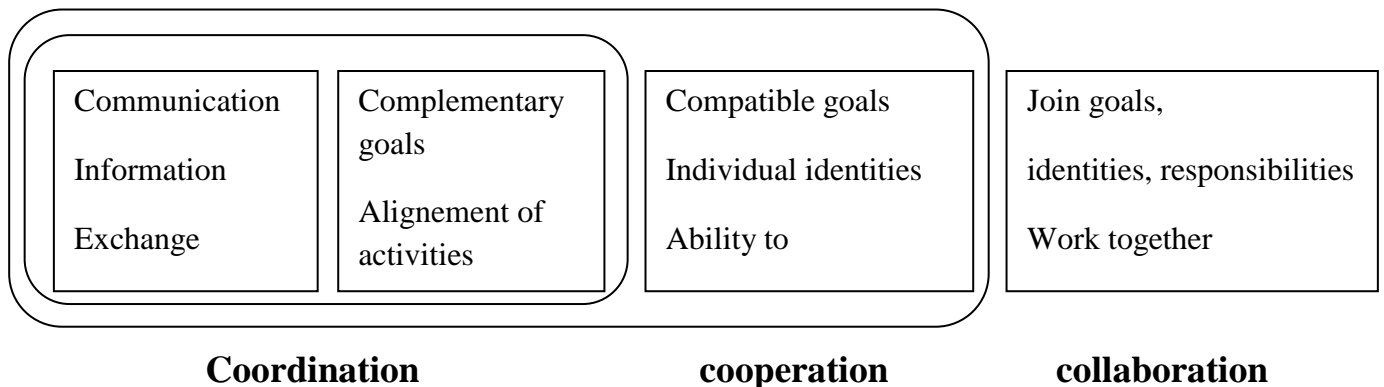 Communication
Information
Exchange
Complementary
goals
Alignement of
activities
Compatible goals
Individual identities
Ability to
Join goals,
identities, responsibilities
Work together
Coordination
cooperation
collaboration